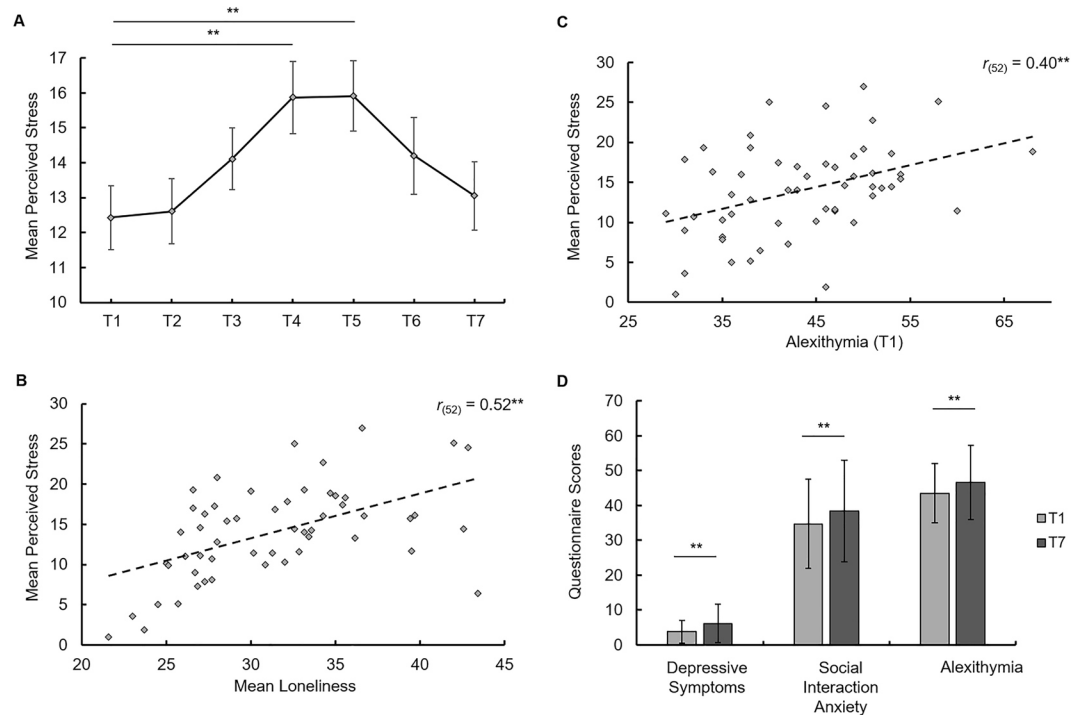 A
**
**
17
16
15
14
13
12
11
10
Mean Perceived Stress
T1 T2 T3 T4 T5 T6 T7
C
r(52) = 0.40**
30
25
20
15
10
5
0
Mean Perceived Stress
25 35 45 55 65
Alexithymia (T1)
B
r(52) = 0.52**
30
25
20
15
10
5
0
Mean Perceived Stress
20 25 30 35 40 45
Mean Loneliness
D
70
60
50
40
30
20
10
0
Questionnaire Scores
**
**
**
T1
T7
Depressive
Symptoms
Social
Interaction
Anxiety
Alexithymia